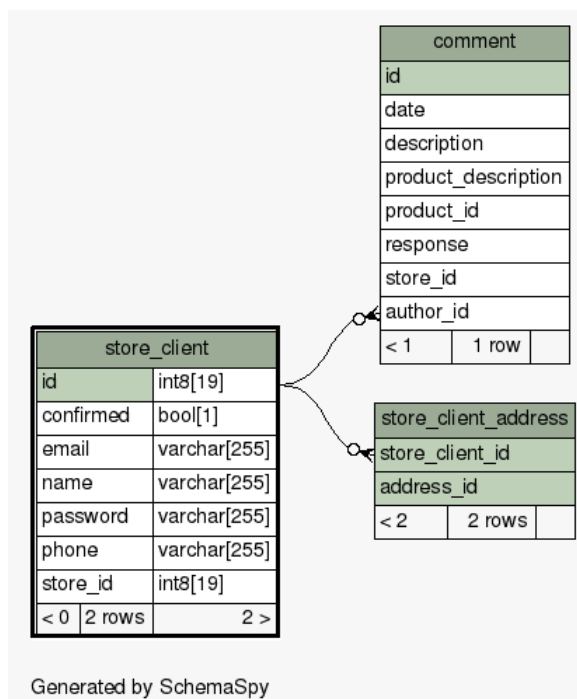 comment
id
date
description
product_description
product_id
response
store_id
author_id
< 1 1 row
store_client
id int8[19]
confirmed bool[1]
email varchar[255]
name varchar[255]
password varchar[255]
phone varchar[255]
store_id int8[19]
< 0 2 rows 2 >
store_client_address
store_client_id
address_id
< 2 2 rows
Generated by SchemaSpy